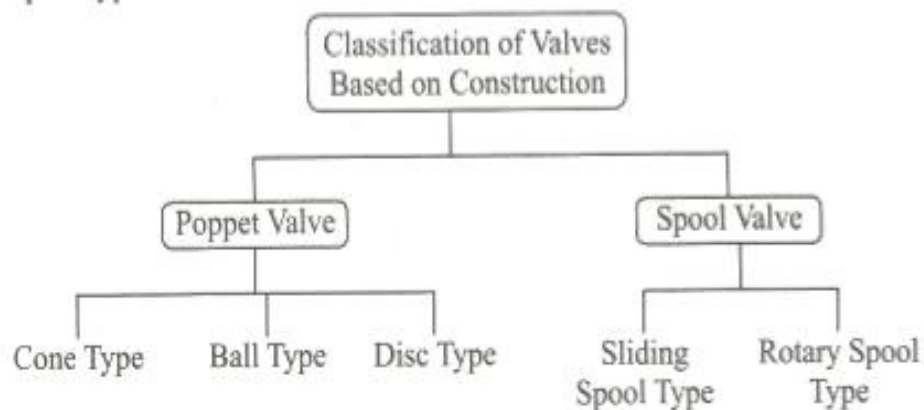 Classification of Valves
Based on Construction
Poppet Valve
Spool Valve
Cone Type
Ball Type
Disc Type
Sliding
Spool Type
Rotary Spool
Type